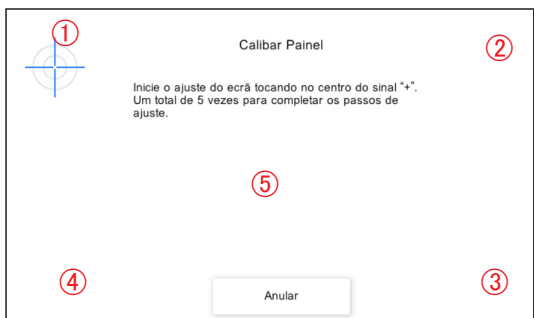 ①
Calibar Painel
②
Inicie o ajuste do ecrã tocando no centro do sinal “+”.
Um total de 5 vezes para completar os passos de
ajuste.
⑤
④
③
Anular